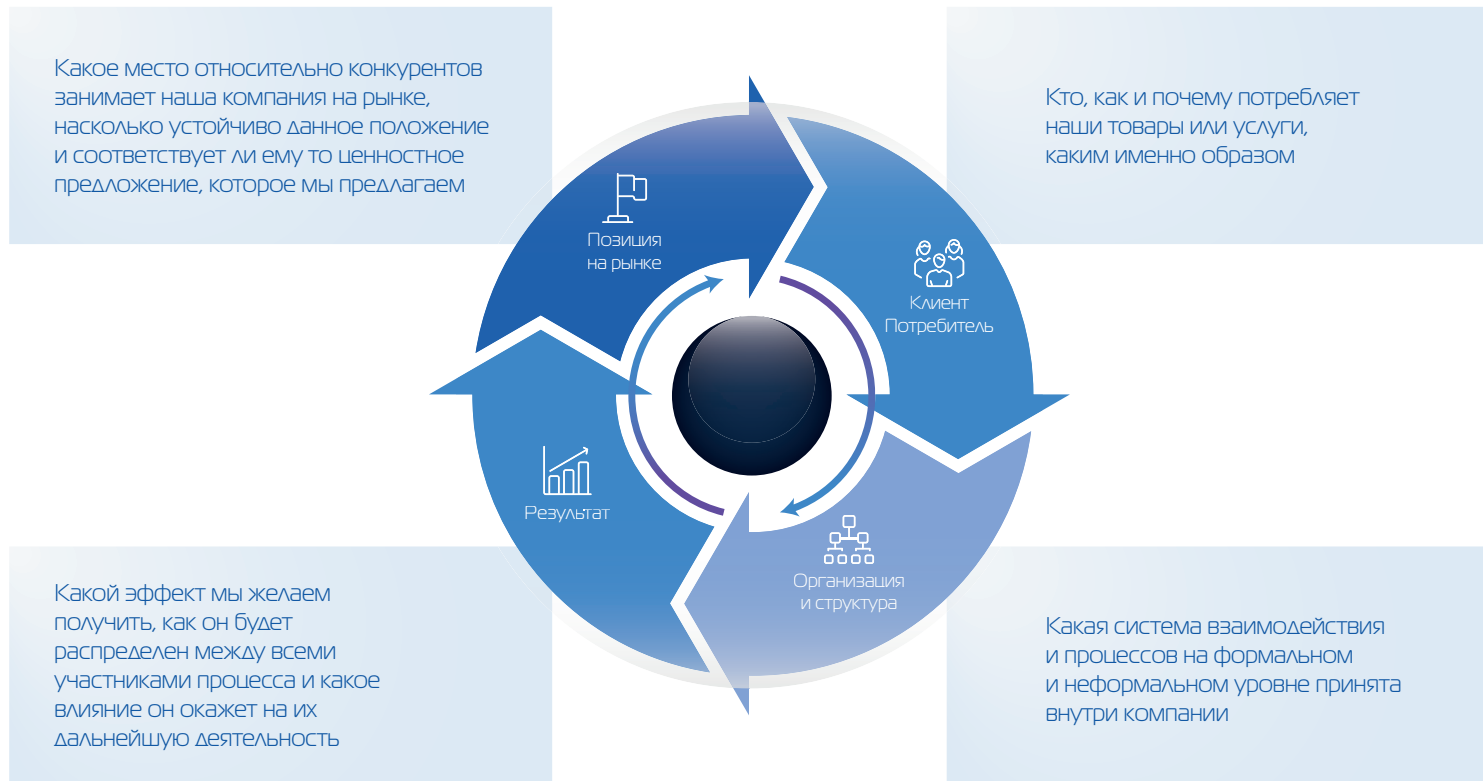 Какое место относительно конкурентов
занимает наша компания на рынке,
насколько устойчиво данное положение
и соответствует ли ему то ценностное
предложение, которое мы предлагаем
Кто, как и почему потребляет
наши товары или услуги,
каким именно образом
Позиция
на рынке
Клиент
Потребитель
Результат
Организация
и структура
Какой эффект мы желаем
получить, как он будет
распределен между всеми
участниками процесса и какое
влияние он окажет на их
дальнейшую деятельность
Какая система взаимодействия
и процессов на формальном
и неформальном уровне принята
внутри компании